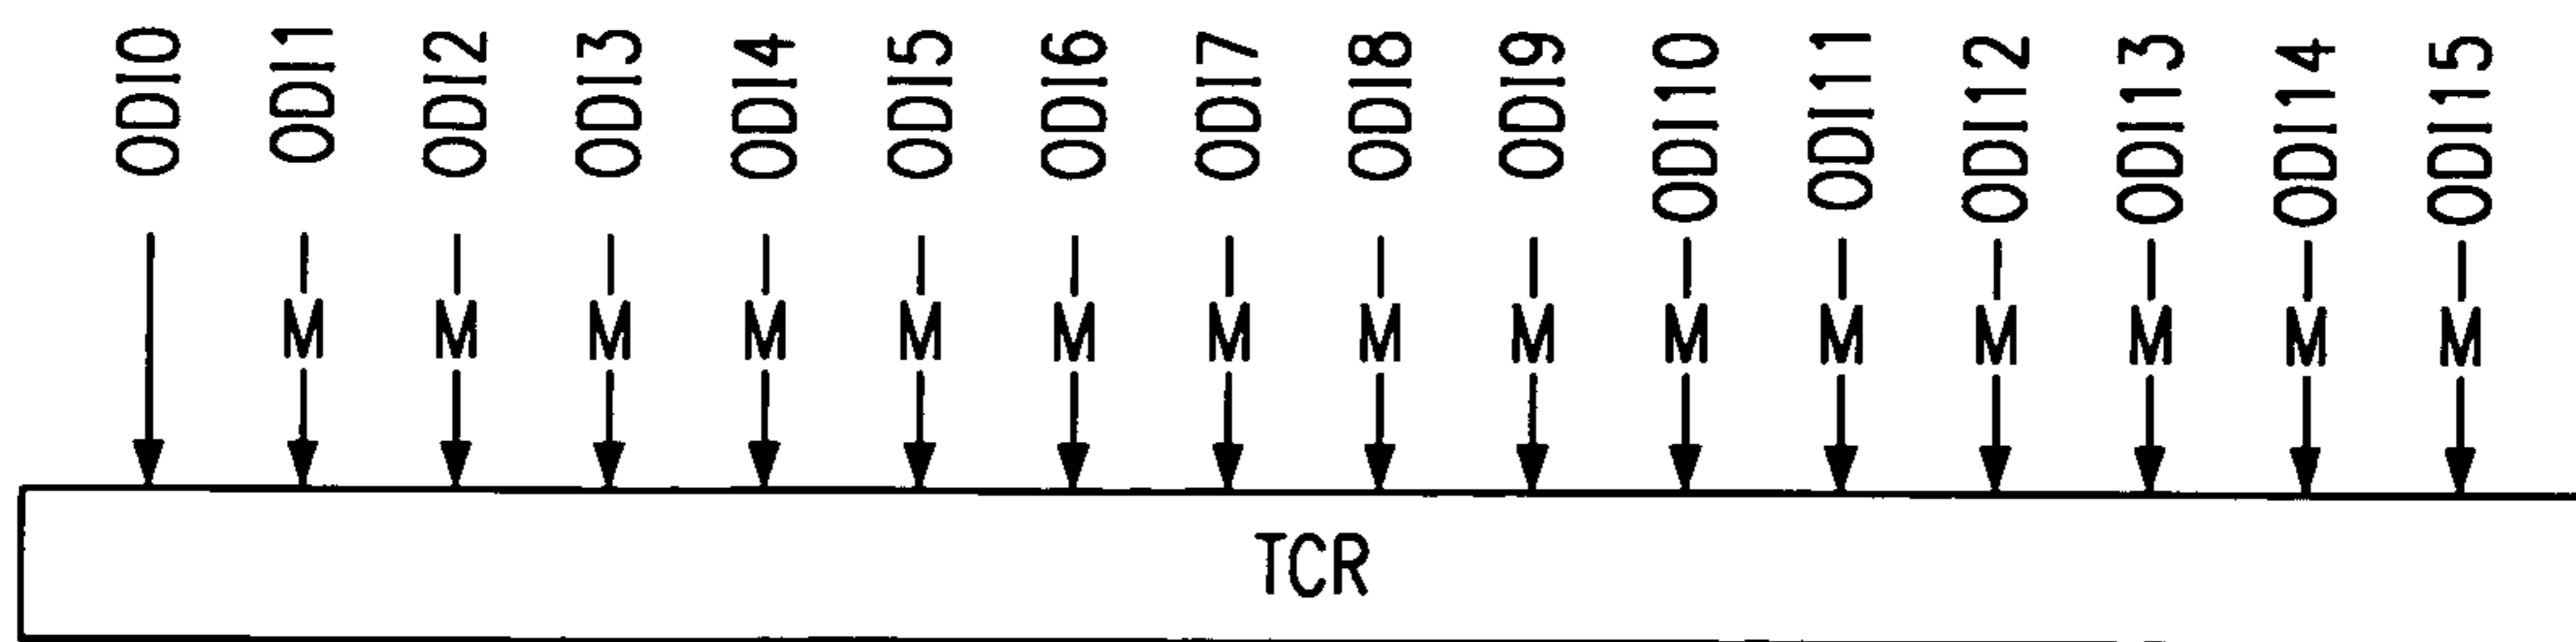 ODI0 ODI1 ODI2 ODI3 ODI4 ODI5 ODI6 ODI7 ODI8 ODI9 ODI10 ODI11 ODI12 ODI13 ODI14 ODI15
M M M M M M M M M M M M M M M
TCR